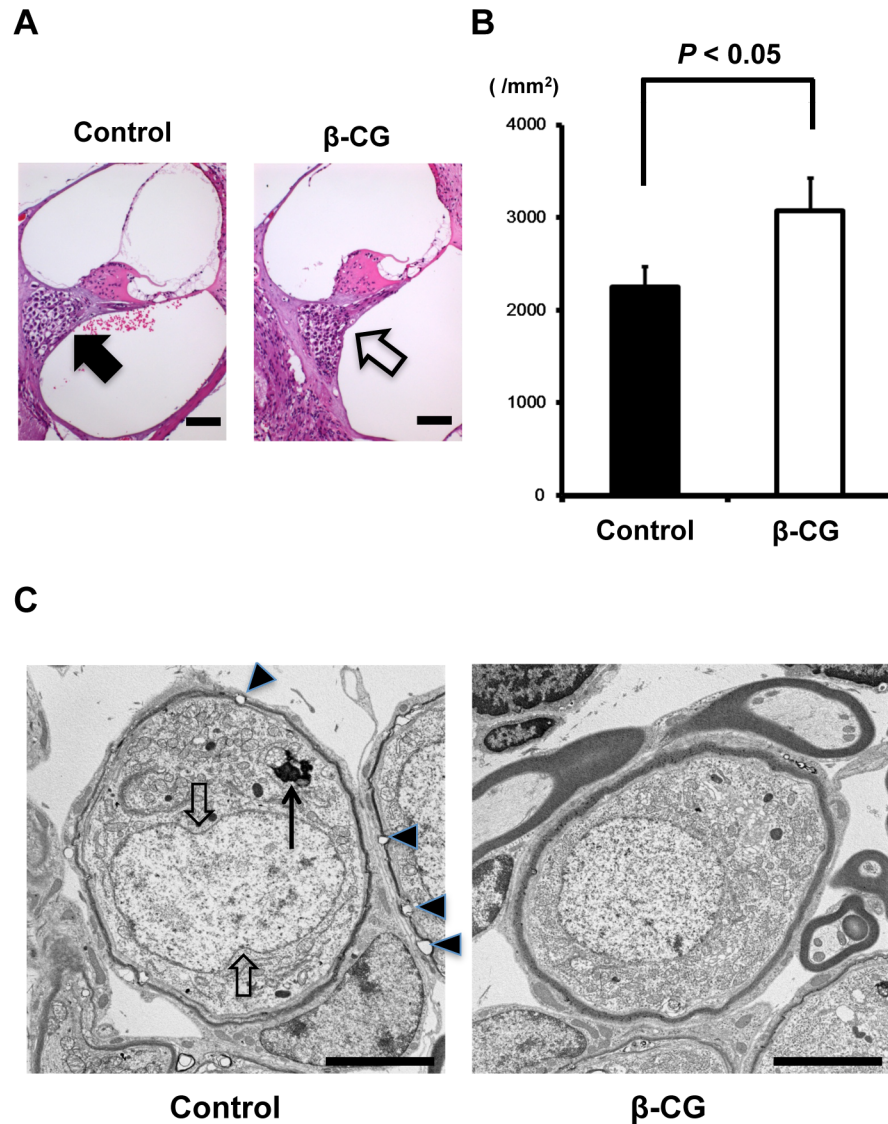 A
Control
β-CG
B
P < 0.05
( /mm²)
4000
3000
2000
1000
0
Control
β-CG
C
Control
β-CG